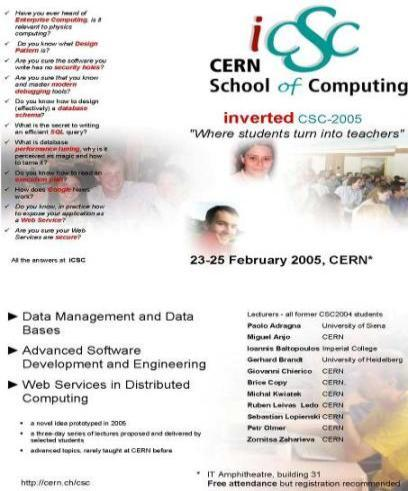 ✓ Have you ever heard of
Enterprise Computing, is it
relevant to physics
computing?
✓ Do you know what Design
Pattern is?
✓ Are you sure the software you
write has no security holes?
✓ Are you sure that you know
and master modern
debugging tools?
✓ Do you know how to design
(effectively) a database
schema?
✓ What is the secret to writing
an efficient SQL query?
✓ What is database
performance tuning, why is it
perceived as magic and how
to tame it?
✓ Do you know how to read an
execution plan?
✓ How does Google News
work?
✓ Do you know, in practice how
to expose your application as
a Web Service?
✓ Are you sure your Web
Services are secure?
All the answers at iCSC
iCSC
CERN
School of Computing
inverted CSC-2005
"Where students turn into teachers"
23-25 February 2005, CERN*
► Data Management and Data
Bases
► Advanced Software
Development and Engineering
► Web Services in Distributed
Computing
• a novel idea prototyped in 2005
• a three-day series of lectures proposed and delivered by
selected students
• advanced topics, rarely taught at CERN before
http://cern.ch/csc
Lecturers - all former CSC2004 students
Paolo Adragna University of Siena
Miguel Anjo CERN
Ioannis Baltopoulos Imperial College
Gerhard Brandt University of Heidelberg
Giovanni Chierico CERN
Brice Copy CERN
Michal Kwiatek CERN
Ruben Leivas Ledo CERN
Sebastian Lopienski CERN
Petr Olmer CERN
Zornitsa Zaharieva CERN
* IT Amphitheatre, building 31
Free attendance but registration recommended